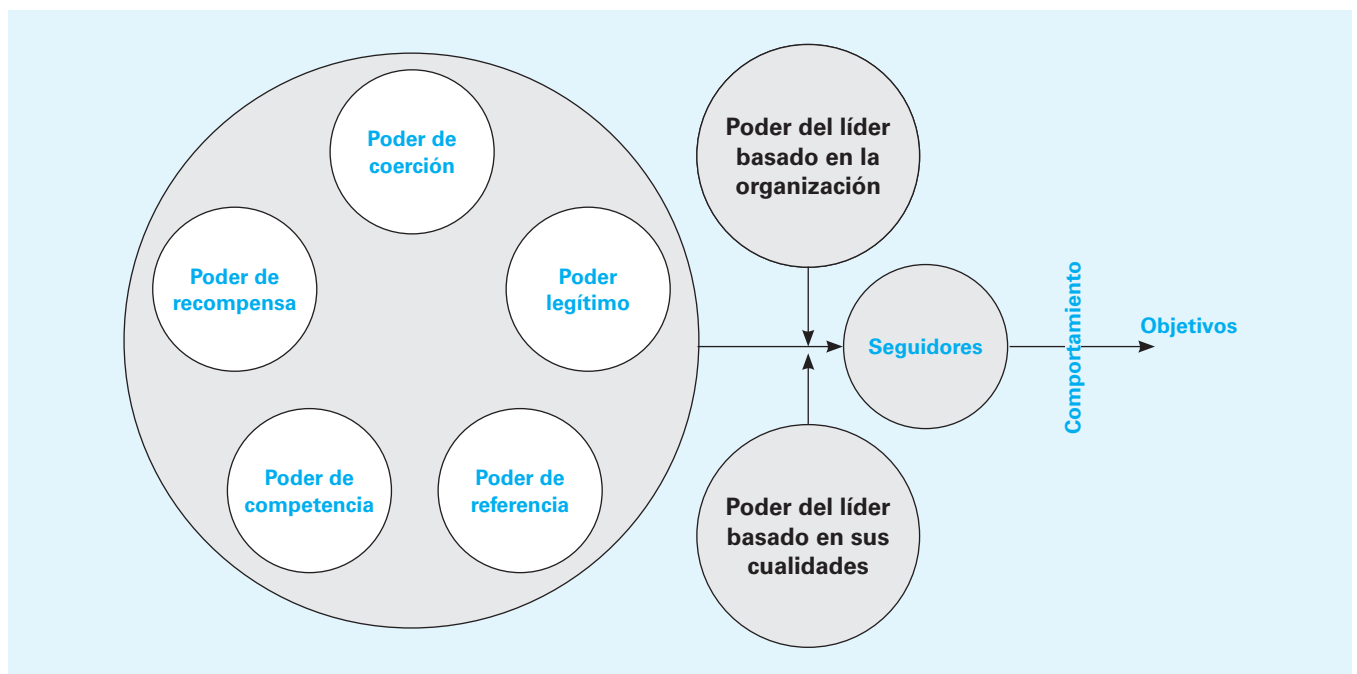 Poder de
coerción
Poder de
recompensa
Poder
legítimo
Poder de
competencia
Poder de
referencia
Poder del líder
basado en la
organización
Poder del líder
basado en sus
cualidades
Seguidores
Comportamiento
Objetivos